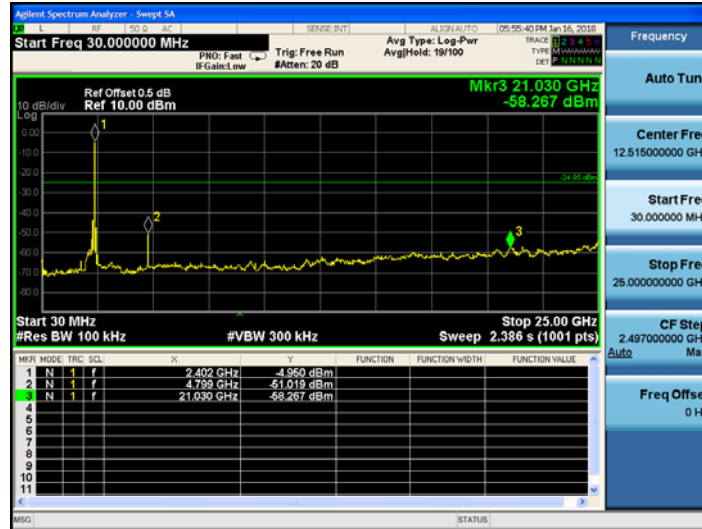 Agilent Spectrum Analyzer - Swept SA
L RF 50 Ω AC SENSE:INT ALIGN AUTO 05:55:40 PM Jan 16, 2018
Start Freq 30.000000 MHz
PNO: Fast
IFGain:Low
Trig: Free Run
#Atten: 20 dB
Avg Type: Log-Pwr
Avg|Hold: 19/100
TRACE 1 2 3 4 5 6
TYPE
DET P N N N N N
Mkr3 21.030 GHz
-58.267 dBm
Ref Offset 0.5 dB
10 dB/div Ref 10.00 dBm
Log
0.00
-10.0
-20.0
-30.0
-40.0
-50.0
-60.0
-70.0
-80.0
1
2
3
-24.95 dBm
Start 30 MHz Stop 25.00 GHz
#Res BW 100 kHz #VBW 300 kHz Sweep 2.386 s (1001 pts)
MKR MODE TRC SCL X Y FUNCTION FUNCTION WIDTH FUNCTION VALUE
1 N 1 f 2.402 GHz -4.950 dBm
2 N 1 f 4.799 GHz -51.019 dBm
3 N 1 f 21.030 GHz -58.267 dBm
4
5
6
7
8
9
10
11
MSG STATUS
Frequency
Auto Tun
Center Fre
12.515000000 GH
Start Fre
30.000000 MH
Stop Fre
25.000000000 GH
CF Step
2.497000000 GH
Auto Ma
Freq Offse
0 H